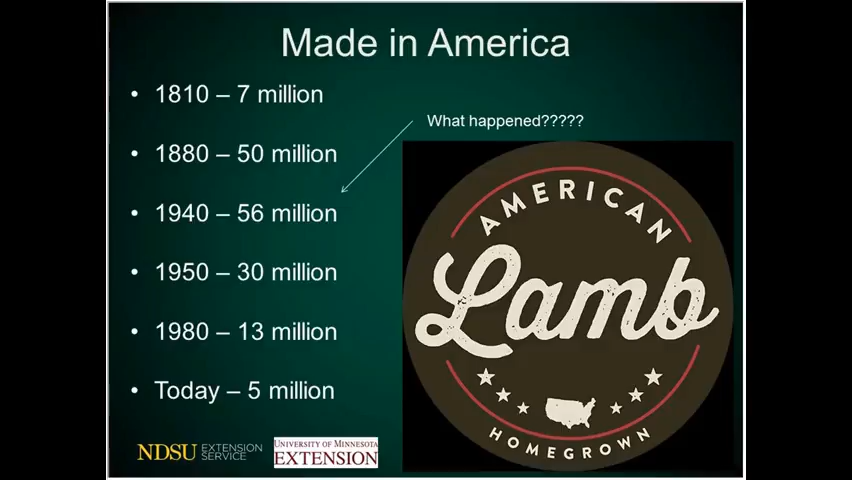 Made in America
• 1810 – 7 million
What happened?????
• 1880 – 50 million
• 1940 – 56 million
• 1950 – 30 million
• 1980 – 13 million
• Today – 5 million
AMERICAN
Lamb
HOMEGROWN
NDSU EXTENSION
SERVICE
UNIVERSITY OF MINNESOTA
EXTENSION